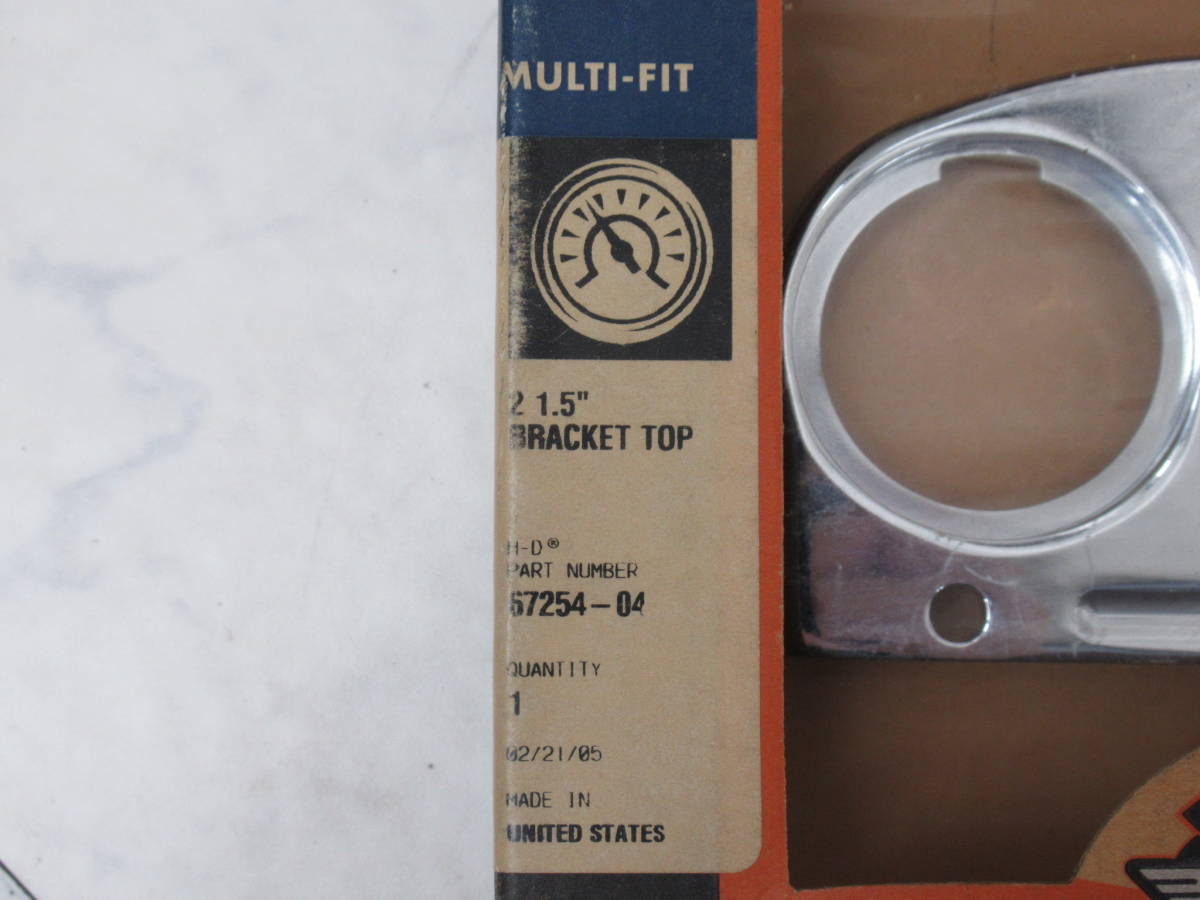 MULTI-FIT
2 1.5"
BRACKET TOP
H-D®
PART NUMBER
67254-04
QUANTITY
1
02/21/05
MADE IN
UNITED STATES